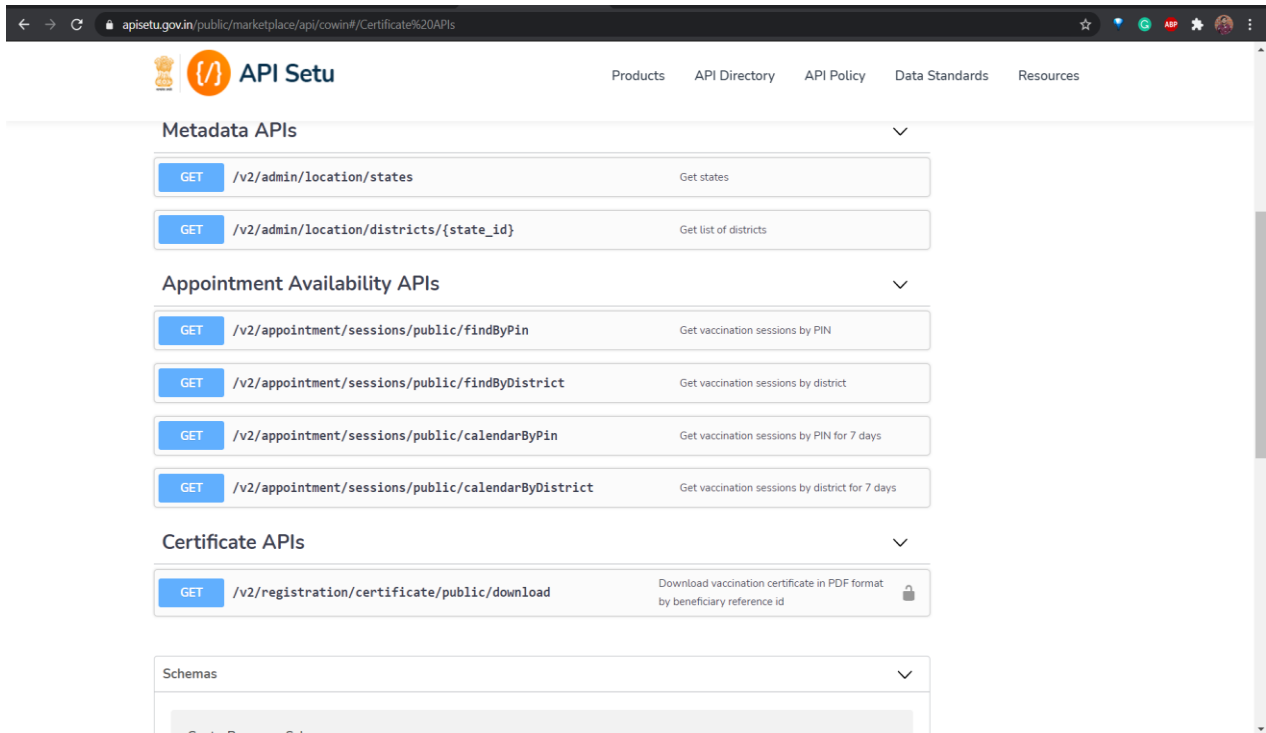 apisetu.gov.in/public/marketplace/api/cowin#/Certificate%20APIs
ABP
{/} API Setu
Products API Directory API Policy Data Standards Resources
Metadata APIs
GET /v2/admin/location/states Get states
GET /v2/admin/location/districts/{state_id} Get list of districts
Appointment Availability APIs
GET /v2/appointment/sessions/public/findByPin Get vaccination sessions by PIN
GET /v2/appointment/sessions/public/findByDistrict Get vaccination sessions by district
GET /v2/appointment/sessions/public/calendarByPin Get vaccination sessions by PIN for 7 days
GET /v2/appointment/sessions/public/calendarByDistrict Get vaccination sessions by district for 7 days
Certificate APIs
GET /v2/registration/certificate/public/download Download vaccination certificate in PDF format
by beneficiary reference id
Schemas